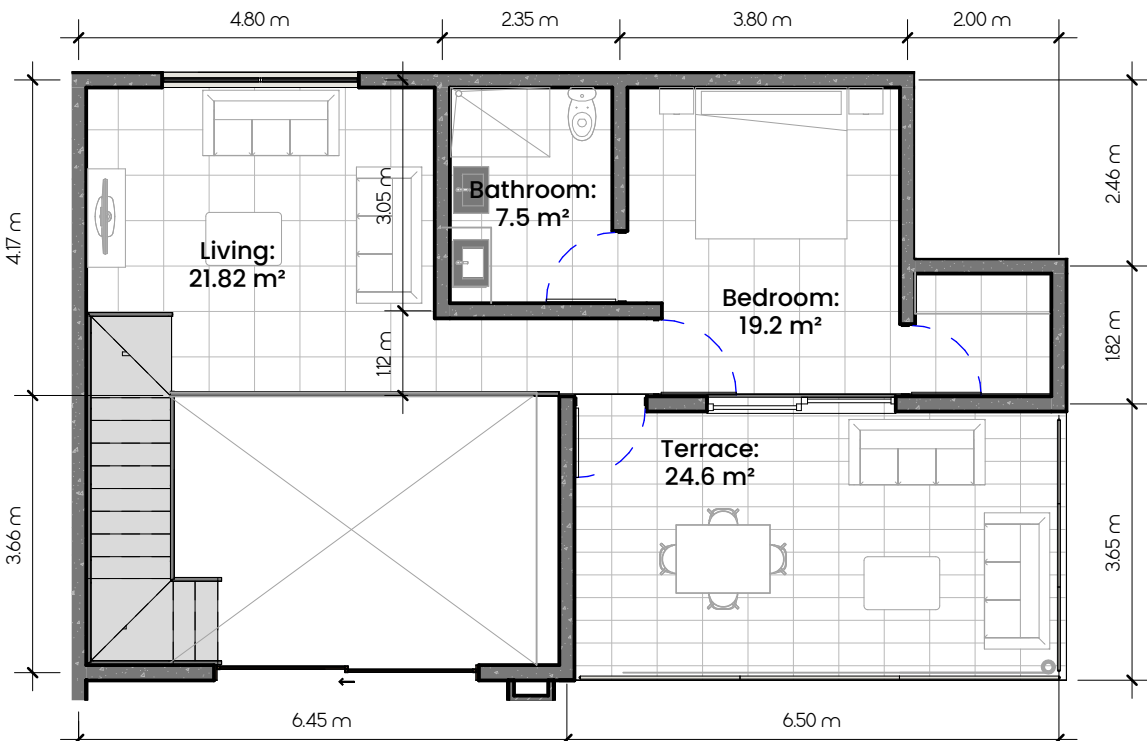 4.80 m
2.35 m
3.80 m
2.00 m
4.17 m
3.05 m
2.46 m
Bathroom:
7.5 m²
Living:
21.82 m²
Bedroom:
19.2 m²
1.12 m
1.82 m
Terrace:
24.6 m²
3.66 m
3.65 m
6.45 m
6.50 m